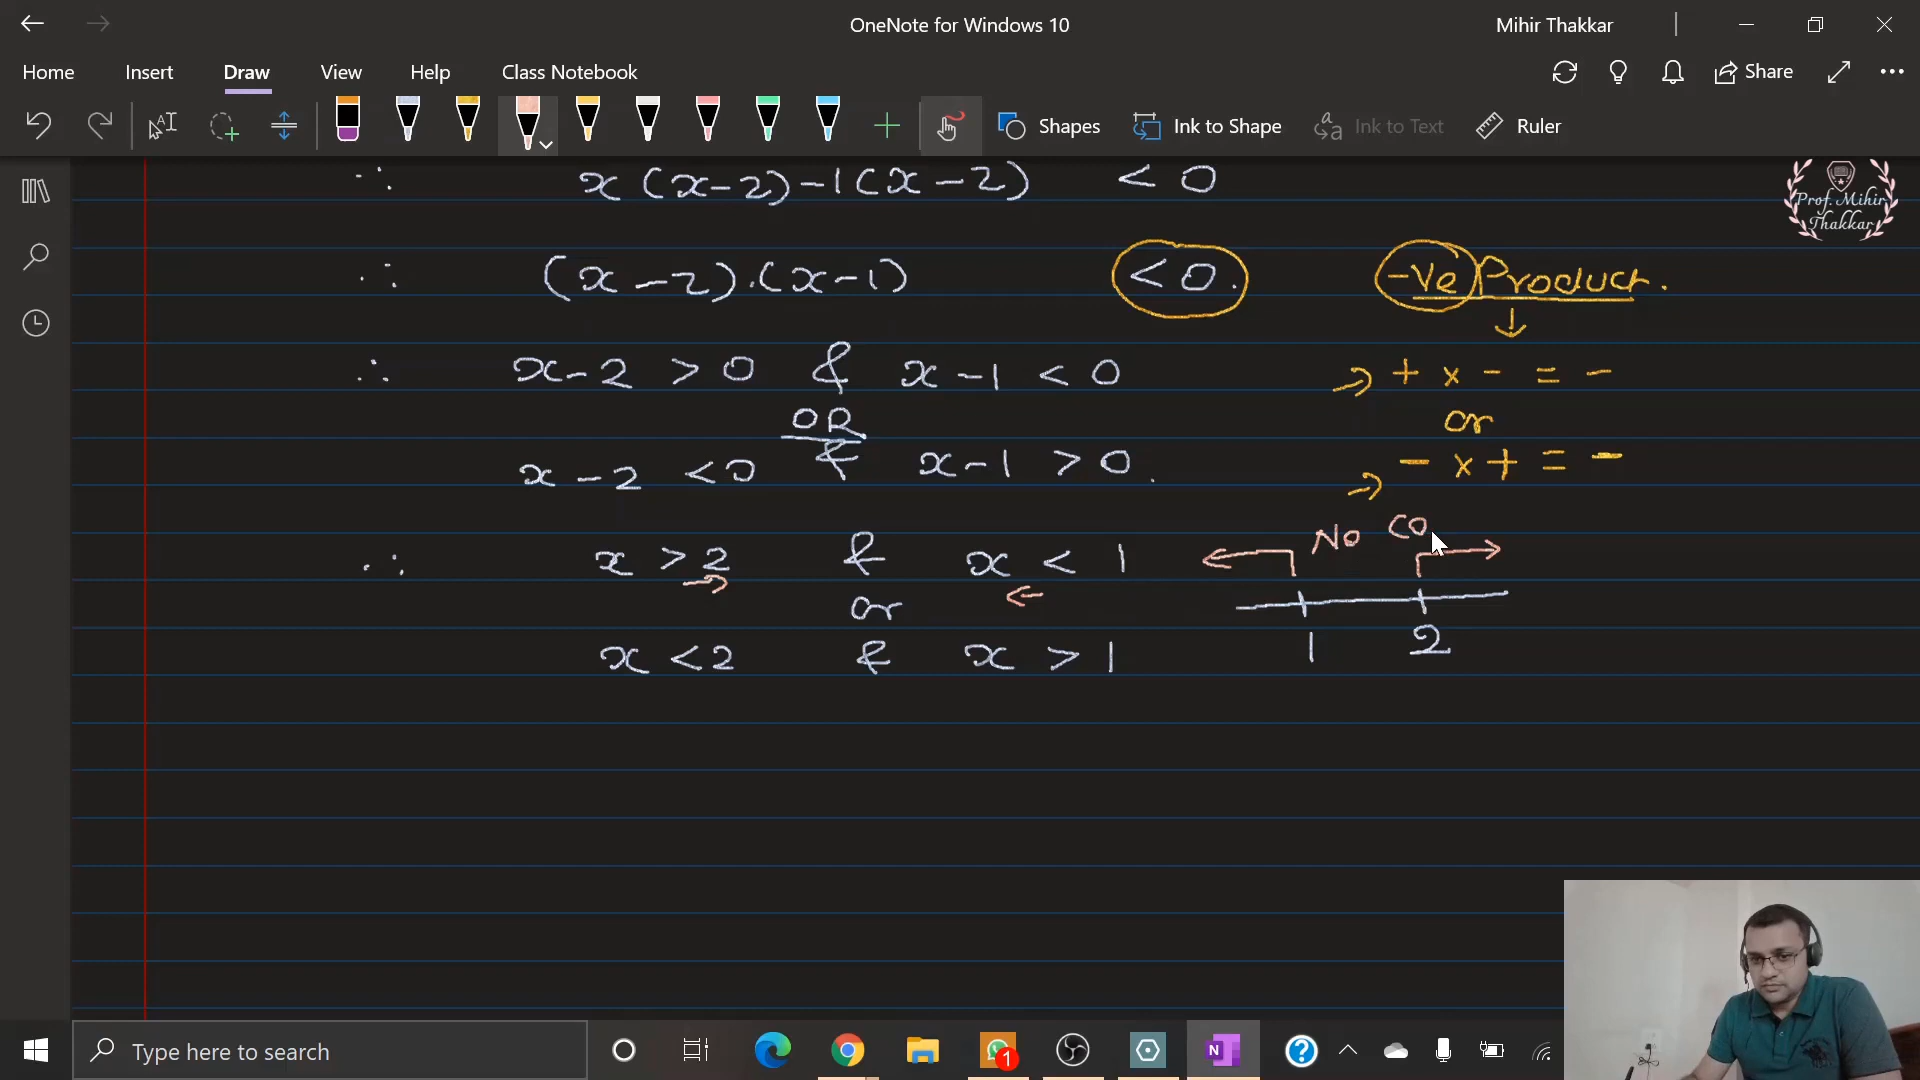 OneNote for Windows 10
Mihir Thakkar
Home Insert Draw View Help Class Notebook
Share
Shapes Ink to Shape Ink to Text Ruler
Prof. Mihir
Thakkar
∴ x(x-2)-1(x-2) < 0
∴ (x-2).(x-1) < 0. -ve Product.
↓
∴ x-2 > 0 & x-1 < 0 → + x - = -
OR or
x-2 < 0 & x-1 > 0. → - x + = -
No CO
∴ x > 2 & x < 1
or
x < 2 & x > 1 1 2
Type here to search
1